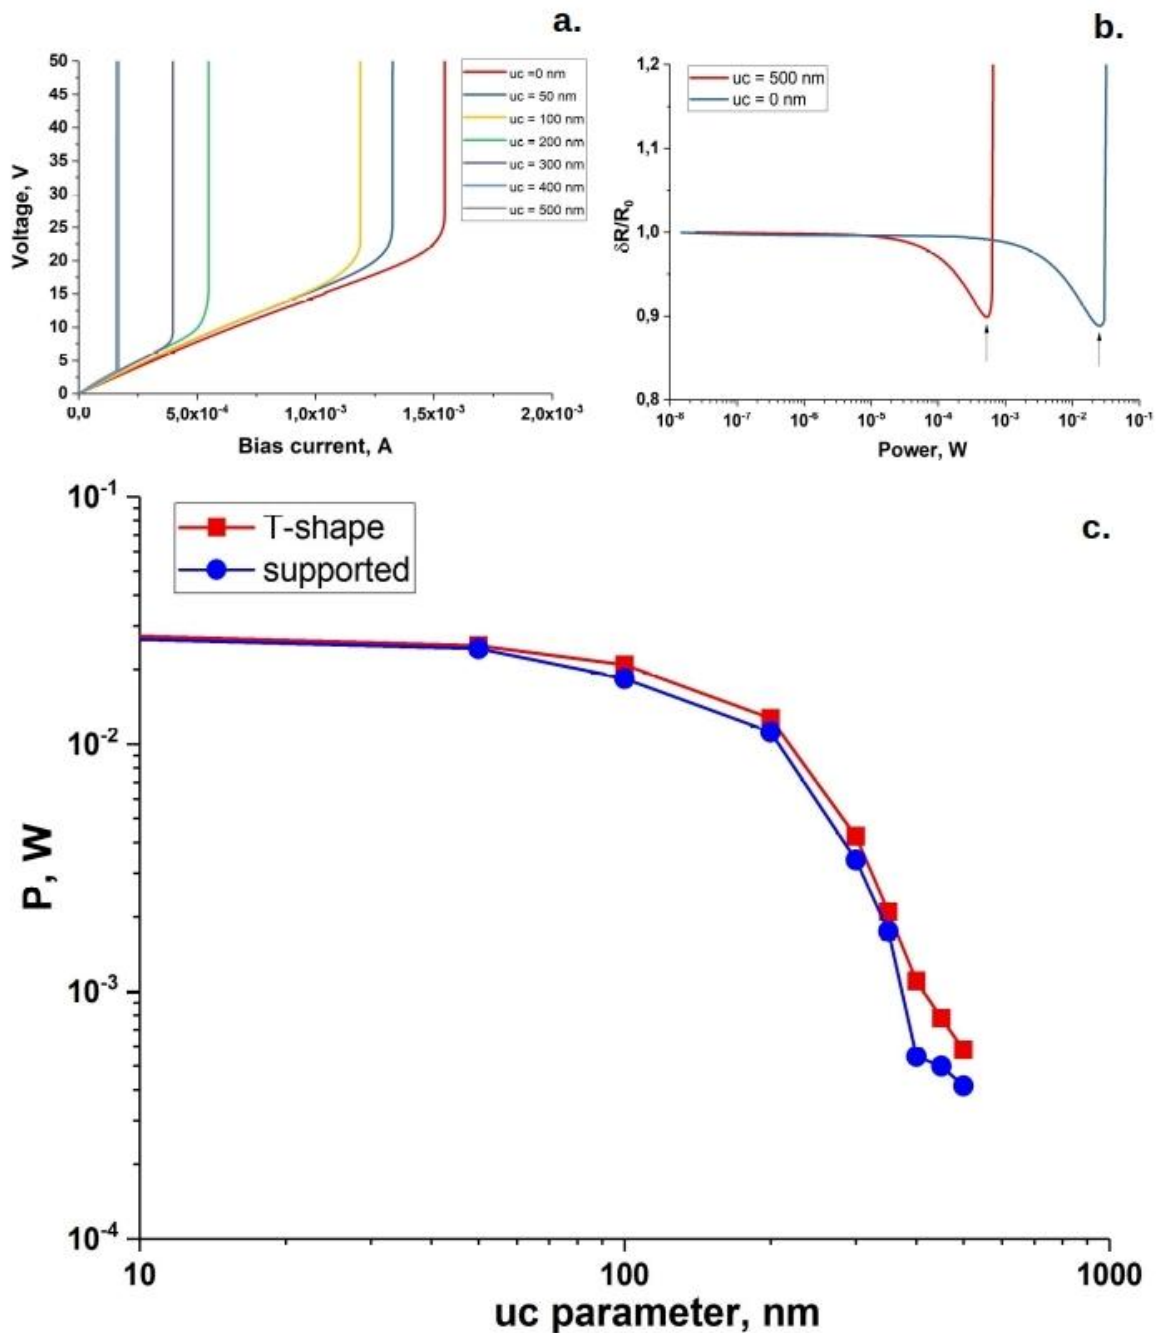 a.
50
45
40
35
30
25
20
15
10
5
0
Voltage, V
uc =0 nm
uc = 50 nm
uc = 100 nm
uc = 200 nm
uc = 300 nm
uc = 400 nm
uc = 500 nm
0,0
5,0x10⁻⁴
1,0x10⁻³
1,5x10⁻³
2,0x10⁻³
Bias current, A
b.
1,2
1,1
1,0
0,9
0,8
δR/R₀
uc = 500 nm
uc = 0 nm
10⁻⁸
10⁻⁷
10⁻⁶
10⁻⁵
10⁻⁴
10⁻³
10⁻²
10⁻¹
Power, W
c.
10⁻¹
10⁻²
10⁻³
10⁻⁴
P, W
T-shape
supported
10
100
1000
uc parameter, nm